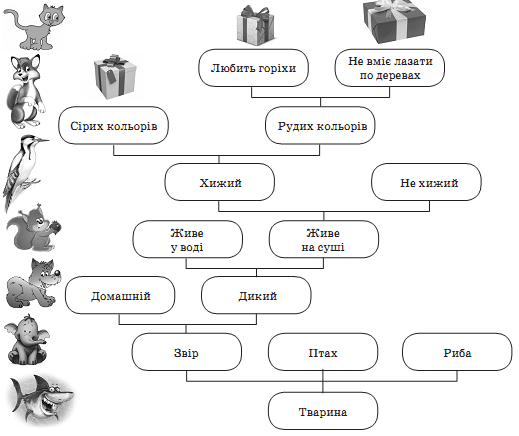 Любить горіхи
Не вміє лазати
по деревах
Сірих кольорів
Рудих кольорів
Хижий
Не хижий
Живе
у воді
Живе
на суші
Домашній
Дикий
Звір
Птах
Риба
Тварина